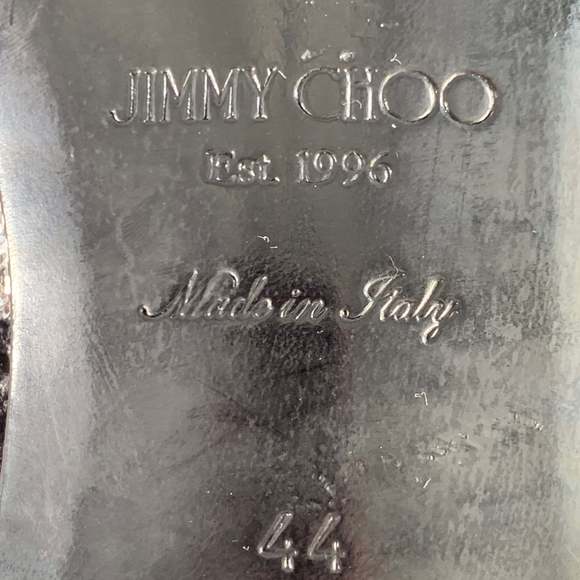 JIMMY CHOO
Est. 1996
Made in Italy
44